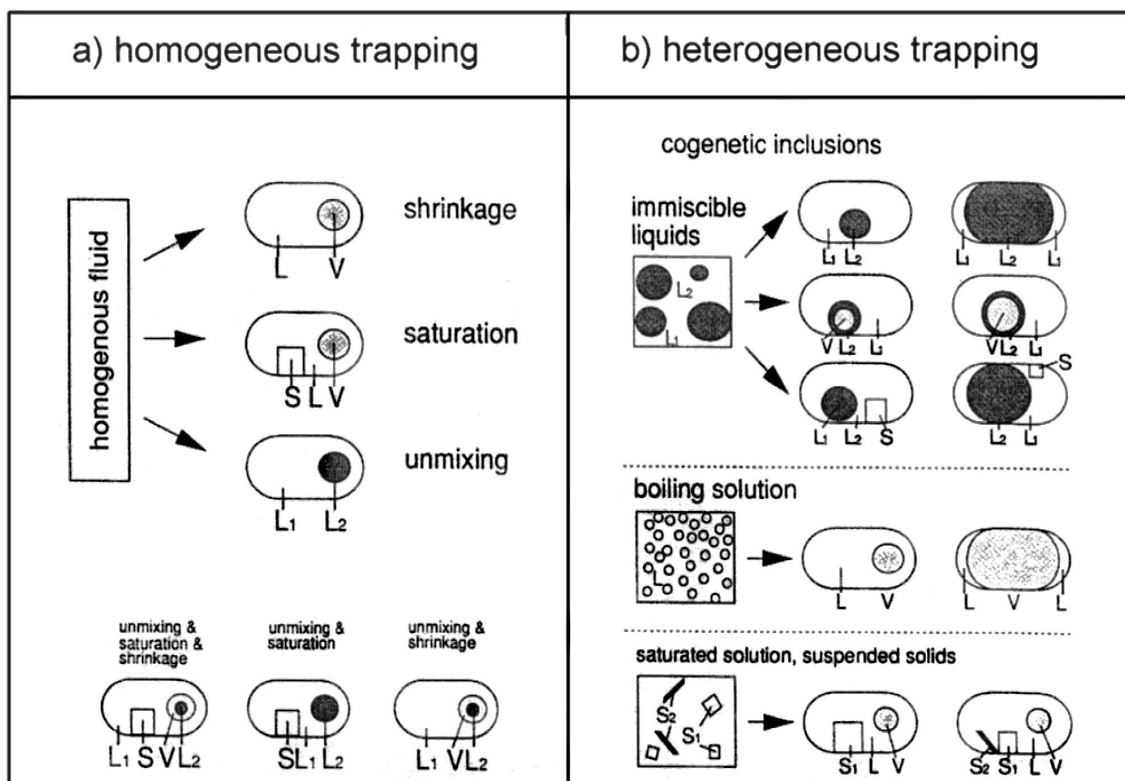 a) homogeneous trapping
homogenous fluid
shrinkage
L V
saturation
S L V
unmixing
L₁ L₂
unmixing &
saturation &
shrinkage
L₁ S V L₂
unmixing &
saturation
S L₁ L₂
unmixing &
shrinkage
L₁ V L₂
b) heterogeneous trapping
cogenetic inclusions
immiscible
liquids
L₂
L₁
L₁ L₂
L₁ L₂ L₁
V L₂ L₁
V L₂ L₁
L₁ L₂ S
S
L₂ L₁
boiling solution
L
L V
L V L
saturated solution, suspended solids
S₂ S₁
S₁ L V
S₂ S₁ L V